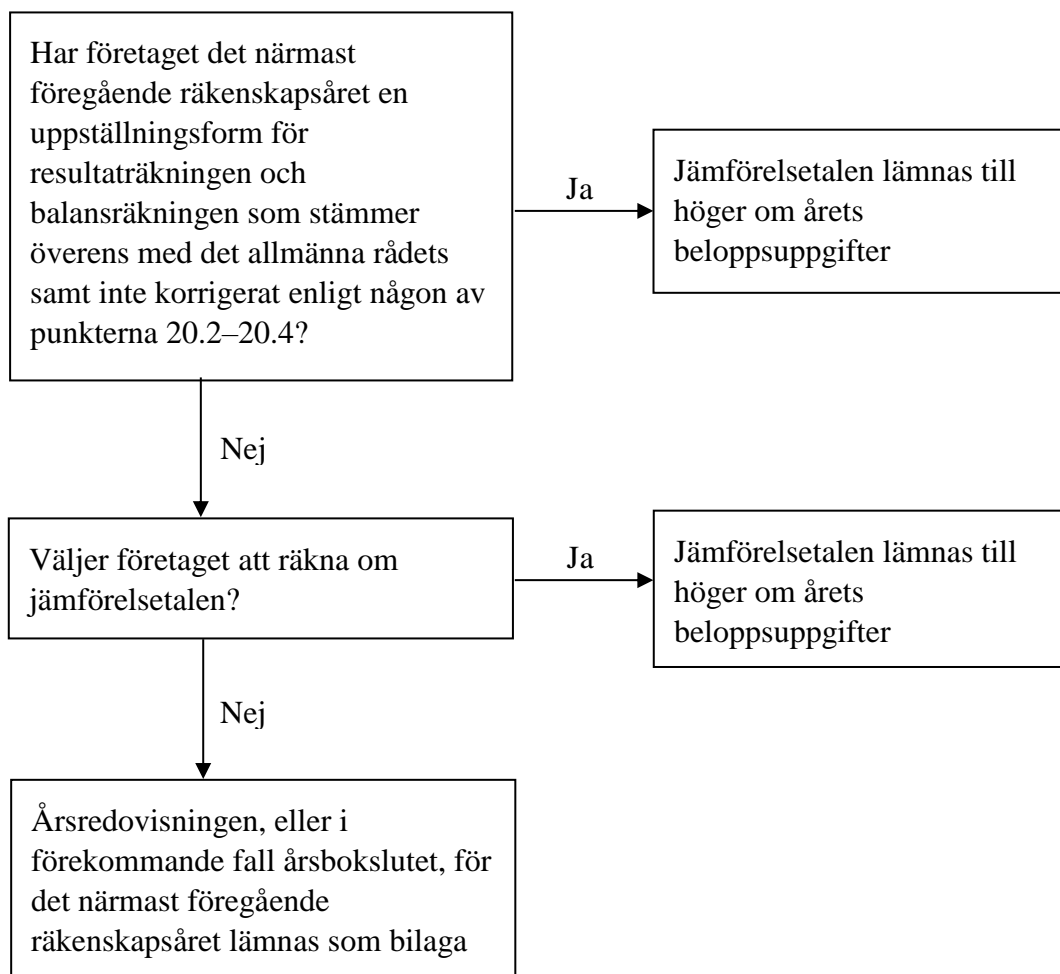 Har företaget det närmast
föregående räkenskapsåret en
uppställningsform för
resultaträkningen och
balansräkningen som stämmer
överens med det allmänna rådets
samt inte korrigerat enligt någon av
punkterna 20.2–20.4?
Ja
Jämförelsetalen lämnas till
höger om årets
beloppsuppgifter
Nej
Väljer företaget att räkna om
jämförelsetalen?
Ja
Jämförelsetalen lämnas till
höger om årets
beloppsuppgifter
Nej
Årsredovisningen, eller i
förekommande fall årsbokslutet, för
det närmast föregående
räkenskapsåret lämnas som bilaga